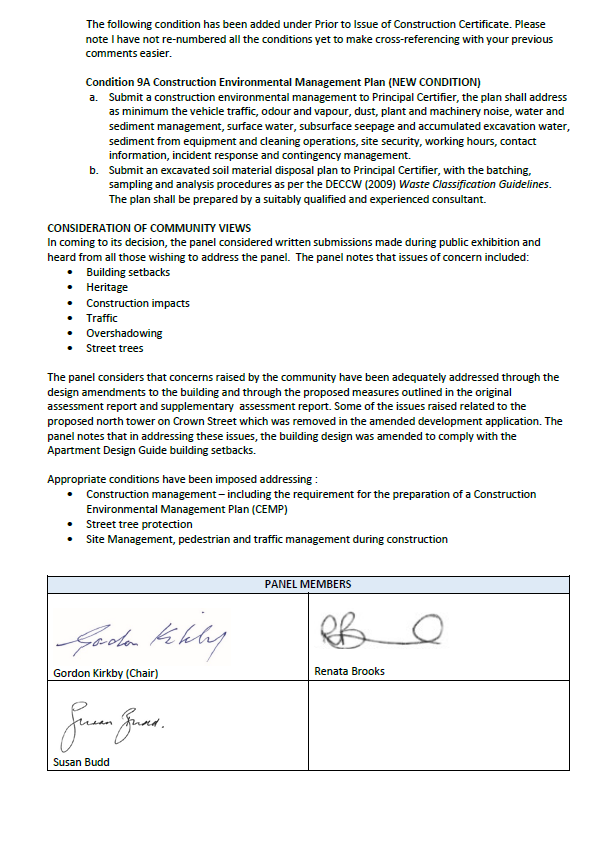 The following condition has been added under Prior to Issue of Construction Certificate. Please
note I have not re-numbered all the conditions yet to make cross-referencing with your previous
comments easier.
Condition 9A Construction Environmental Management Plan (NEW CONDITION)
a. Submit a construction environmental management to Principal Certifier, the plan shall address
as minimum the vehicle traffic, odour and vapour, dust, plant and machinery noise, water and
sediment management, surface water, subsurface seepage and accumulated excavation water,
sediment from equipment and cleaning operations, site security, working hours, contact
information, incident response and contingency management.
b. Submit an excavated soil material disposal plan to Principal Certifier, with the batching,
sampling and analysis procedures as per the DECCW (2009) Waste Classification Guidelines.
The plan shall be prepared by a suitably qualified and experienced consultant.
CONSIDERATION OF COMMUNITY VIEWS
In coming to its decision, the panel considered written submissions made during public exhibition and
heard from all those wishing to address the panel. The panel notes that issues of concern included:
• Building setbacks
• Heritage
• Construction impacts
• Traffic
• Overshadowing
• Street trees
The panel considers that concerns raised by the community have been adequately addressed through the
design amendments to the building and through the proposed measures outlined in the original
assessment report and supplementary assessment report. Some of the issues raised related to the
proposed north tower on Crown Street which was removed in the amended development application. The
panel notes that in addressing these issues, the building design was amended to comply with the
Apartment Design Guide building setbacks.
Appropriate conditions have been imposed addressing :
• Construction management – including the requirement for the preparation of a Construction
Environmental Management Plan (CEMP)
• Street tree protection
• Site Management, pedestrian and traffic management during construction
PANEL MEMBERS
Gordon Kirkby
Gordon Kirkby (Chair)
Renata Brooks
Susan Budd.
Susan Budd